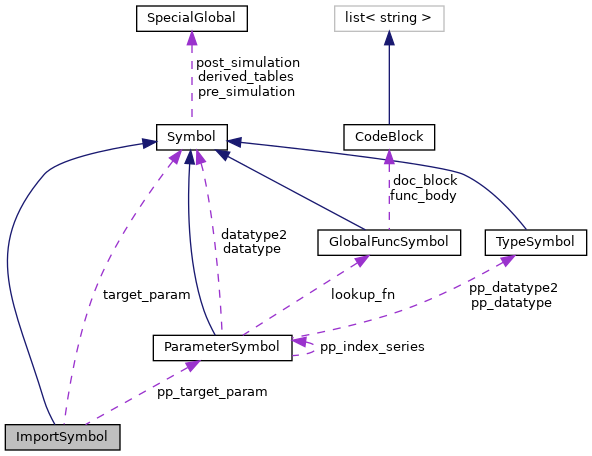 SpecialGlobal
list< string >
post_simulation
derived_tables
pre_simulation
Symbol
CodeBlock
doc_block
func_body
datatype2
datatype
GlobalFuncSymbol
TypeSymbol
target_param
lookup_fn
pp_datatype2
pp_datatype
ParameterSymbol
pp_index_series
pp_target_param
ImportSymbol